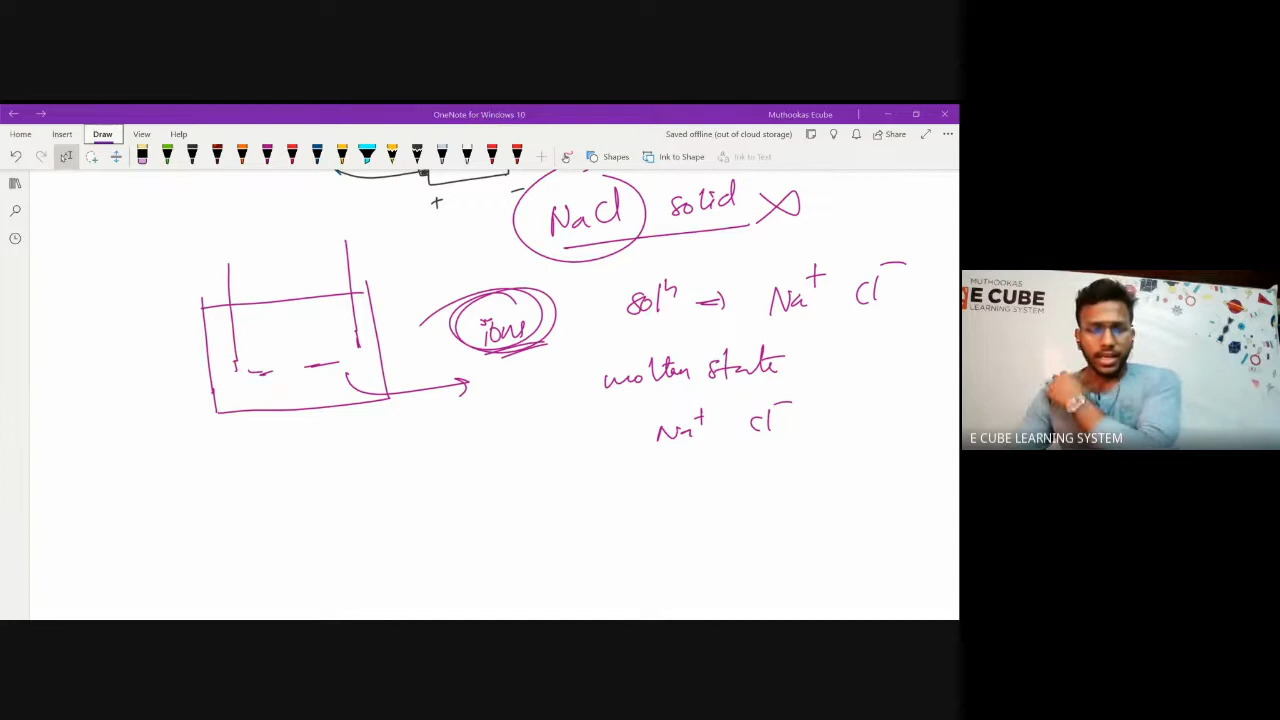 OneNote for Windows 10
Muthookas Ecube
Home Insert Draw View Help
Saved offline (out of cloud storage)
Share
Shapes
Ink to Shape
Ink to Text
+ −
NaCl solid
ions
solⁿ ⇒ Na⁺ Cl⁻
molten state
Na⁺ Cl⁻
MUTHOOKAS
E CUBE
LEARNING SYSTEM
E CUBE LEARNING SYSTEM